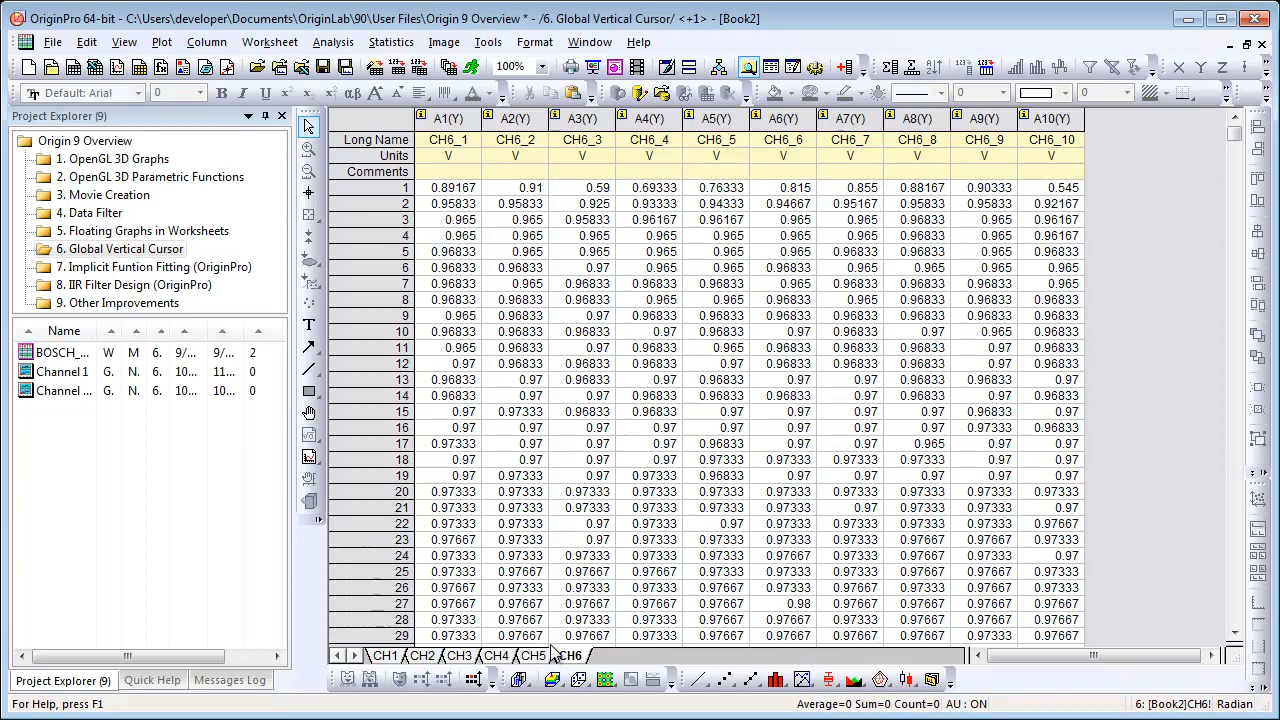 OriginPro 64-bit - C:\Users\developer\Documents\OriginLab\90\User Files\Origin 9 Overview * - /6. Global Vertical Cursor/ <+1> - [Book2]
File Edit View Plot Column Worksheet Analysis Statistics Image Tools Format Window Help
100%
Default: Arial 0 B I U 0 0
Project Explorer (9)
Origin 9 Overview
1. OpenGL 3D Graphs
2. OpenGL 3D Parametric Functions
3. Movie Creation
4. Data Filter
5. Floating Graphs in Worksheets
6. Global Vertical Cursor
7. Implicit Funtion Fitting (OriginPro)
8. IIR Filter Design (OriginPro)
9. Other Improvements
Name
BOSCH_... W M 6. 9/... 9/... 2
Channel 1 G. N. 6. 10... 11... 0
Channel ... G. N. 6. 10... 10... 0
A1(Y) A2(Y) A3(Y) A4(Y) A5(Y) A6(Y) A7(Y) A8(Y) A9(Y) A10(Y)
Long Name CH6_1 CH6_2 CH6_3 CH6_4 CH6_5 CH6_6 CH6_7 CH6_8 CH6_9 CH6_10
Units V V V V V V V V V V
Comments
1 0.89167 0.91 0.59 0.69333 0.76333 0.815 0.855 0.88167 0.90333 0.545
2 0.95833 0.95833 0.925 0.93333 0.94333 0.94667 0.95167 0.95833 0.95833 0.92167
3 0.965 0.965 0.95833 0.96167 0.96167 0.965 0.965 0.96833 0.965 0.96167
4 0.965 0.965 0.965 0.965 0.965 0.965 0.965 0.96833 0.965 0.96167
5 0.96833 0.965 0.965 0.965 0.965 0.96833 0.965 0.96833 0.96833 0.96833
6 0.96833 0.96833 0.97 0.965 0.965 0.96833 0.96833 0.965 0.965 0.965
7 0.96833 0.965 0.96833 0.965 0.965 0.96833 0.96833 0.96833 0.96833 0.965
8 0.96833 0.96833 0.96833 0.965 0.965 0.96833 0.96833 0.965 0.96833 0.96833
9 0.965 0.96833 0.97 0.96833 0.96833 0.96833 0.96833 0.96833 0.965 0.96833
10 0.96833 0.96833 0.96833 0.97 0.96833 0.97 0.96833 0.97 0.965 0.96833
11 0.965 0.96833 0.97 0.96833 0.965 0.96833 0.96833 0.96833 0.97 0.96833
12 0.97 0.96833 0.96833 0.96833 0.96833 0.96833 0.96833 0.96833 0.97 0.96833
13 0.96833 0.97 0.96833 0.97 0.96833 0.97 0.97 0.96833 0.96833 0.97
14 0.96833 0.97 0.97 0.96833 0.96833 0.97 0.97 0.97 0.97 0.96833
15 0.97 0.97333 0.96833 0.96833 0.97 0.97 0.97 0.97 0.96833 0.97
16 0.97 0.97 0.97 0.97 0.97 0.97 0.97 0.97 0.97 0.96833
17 0.97333 0.97 0.97 0.97 0.96833 0.97 0.97 0.965 0.97 0.97
18 0.97 0.97 0.97 0.97 0.97333 0.97 0.97333 0.97333 0.97333 0.97
19 0.97 0.97333 0.97 0.97333 0.96833 0.97 0.97 0.97333 0.97333 0.97
20 0.97333 0.97333 0.97333 0.97333 0.97333 0.97333 0.97333 0.97333 0.97333 0.97333
21 0.97333 0.97333 0.97333 0.97333 0.97333 0.97333 0.97 0.97333 0.97333 0.97
22 0.97333 0.97333 0.97 0.97333 0.97 0.97333 0.97333 0.97333 0.97333 0.97667
23 0.97667 0.97333 0.97 0.97333 0.97333 0.97667 0.97333 0.97333 0.97333 0.97667
24 0.97333 0.97333 0.97333 0.97333 0.97667 0.97667 0.97333 0.97667 0.97333 0.97
25 0.97333 0.97667 0.97667 0.97333 0.97667 0.97667 0.97333 0.97667 0.97333 0.97667
26 0.97333 0.97667 0.97333 0.97667 0.97667 0.97333 0.97667 0.97667 0.97667 0.97333
27 0.97667 0.97667 0.97667 0.97667 0.97667 0.98 0.97667 0.97667 0.97667 0.97667
28 0.97333 0.97667 0.97667 0.97333 0.97667 0.97667 0.97333 0.97667 0.97667 0.97667
29 0.97333 0.97667 0.97667 0.97333 0.97667 0.97667 0.97667 0.97667 0.97667 0.97667
CH1 CH2 CH3 CH4 CH5 CH6
Project Explorer (9) Quick Help Messages Log
For Help, press F1 Average=0 Sum=0 Count=0 AU : ON 6: [Book2]CH6! Radian